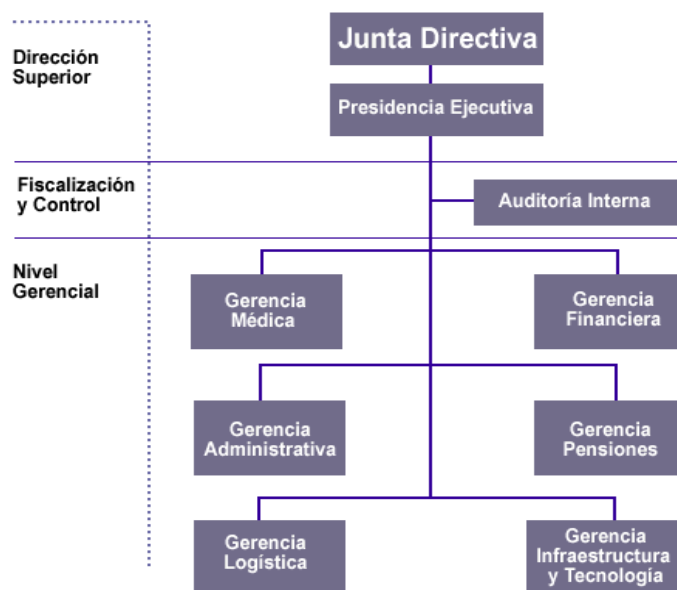 Dirección
Superior
Junta Directiva
Presidencia Ejecutiva
Fiscalización
y Control
Auditoría Interna
Nivel
Gerencial
Gerencia
Médica
Gerencia
Financiera
Gerencia
Administrativa
Gerencia
Pensiones
Gerencia
Logística
Gerencia
Infraestructura
y Tecnología